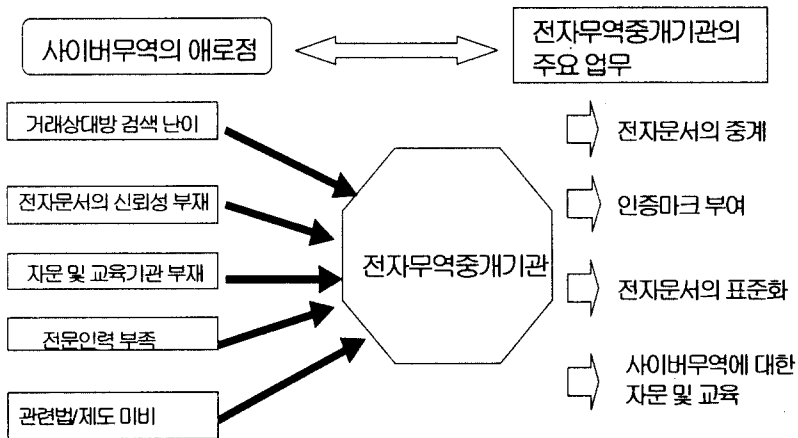 사이버무역의 애로점
전자무역중개기관의
주요 업무
거래상대방 검색 난이
전자문서의 신뢰성 부재
자문 및 교육기관 부재
전문인력 부족
관련법/제도 미비
전자무역중개기관
전자문서의 중계
인증마크 부여
전자문서의 표준화
사이버무역에 대한
자문 및 교육